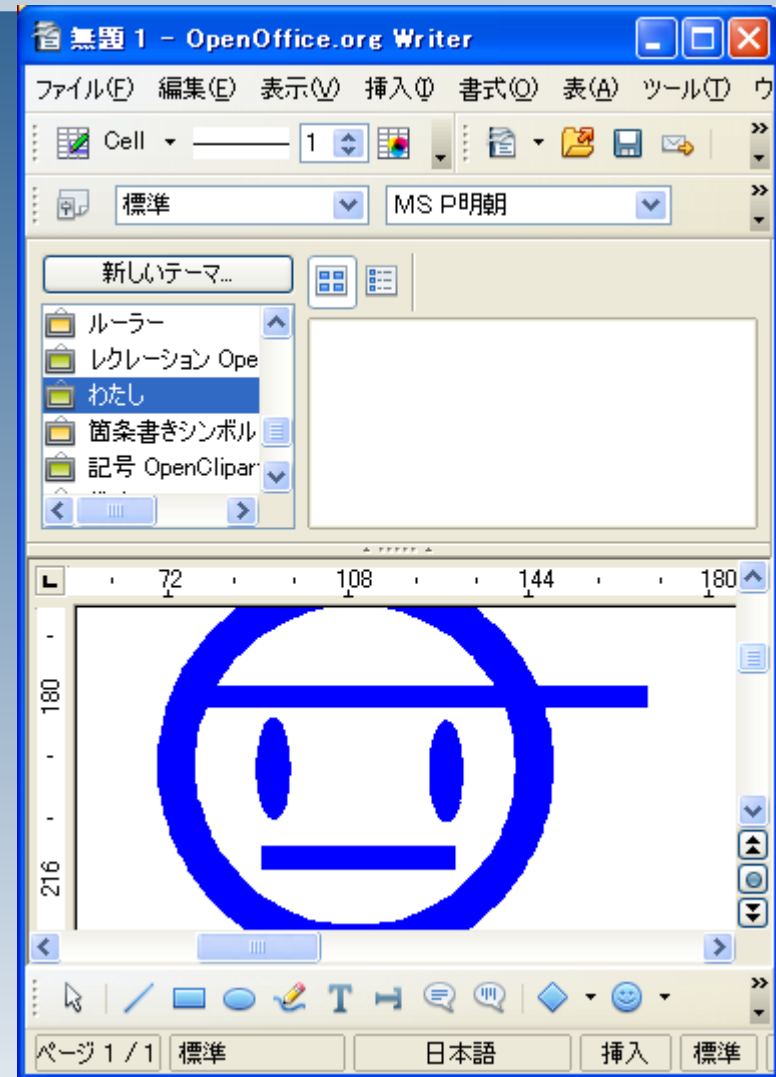 無題 1 - OpenOffice.org Writer
ファイル(F) 編集(E) 表示(V) 挿入(I) 書式(O) 表(A) ツール(T) ウ
Cell 1
標準 MS P明朝
新しいテーマ...
ルーラー
レクレーション Ope
わたし
箇条書きシンボル
記号 OpenClipar
72 108 144 180
180
216
ページ 1 / 1 標準 日本語 挿入 標準